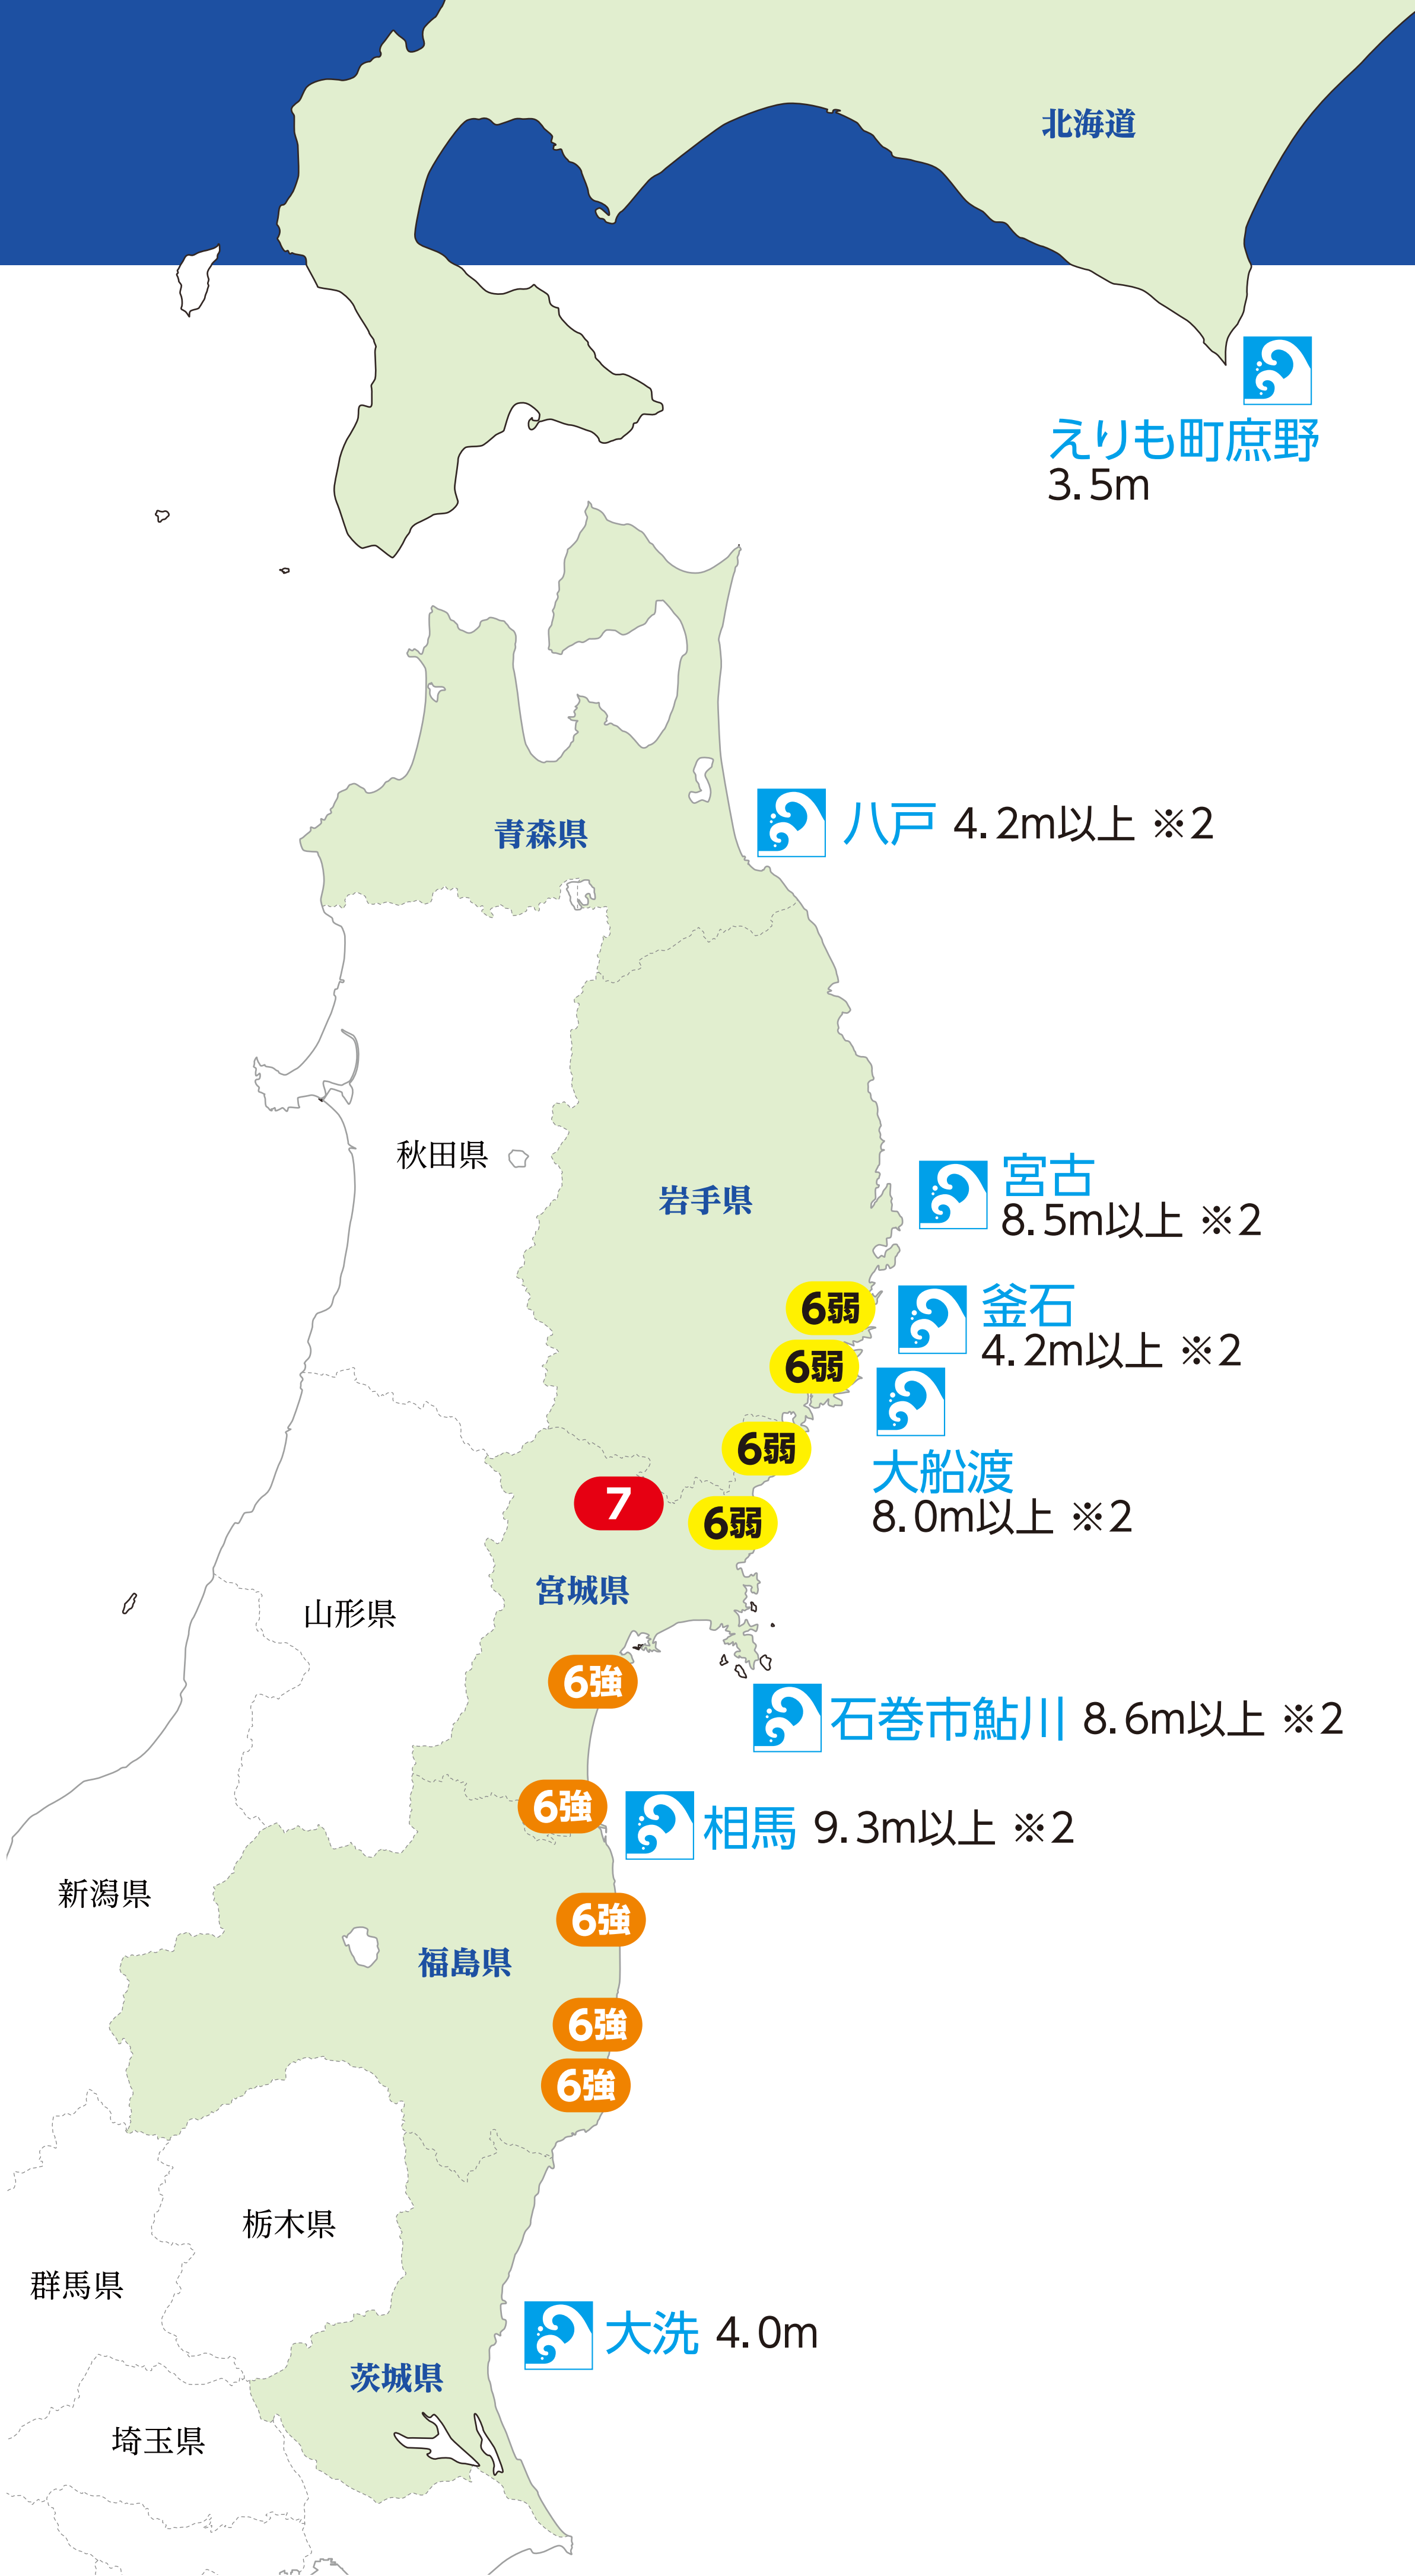 北海道
えりも町庶野
3.5m
青森県
八戸 4.2m以上 ※2
秋田県
岩手県
宮古
8.5m以上 ※2
6弱
釜石
4.2m以上 ※2
6弱
大船渡
8.0m以上 ※2
6弱
7
6弱
宮城県
山形県
6強
石巻市鮎川 8.6m以上 ※2
6強
相馬 9.3m以上 ※2
新潟県
6強
福島県
6強
6強
栃木県
群馬県
大洗 4.0m
茨城県
埼玉県